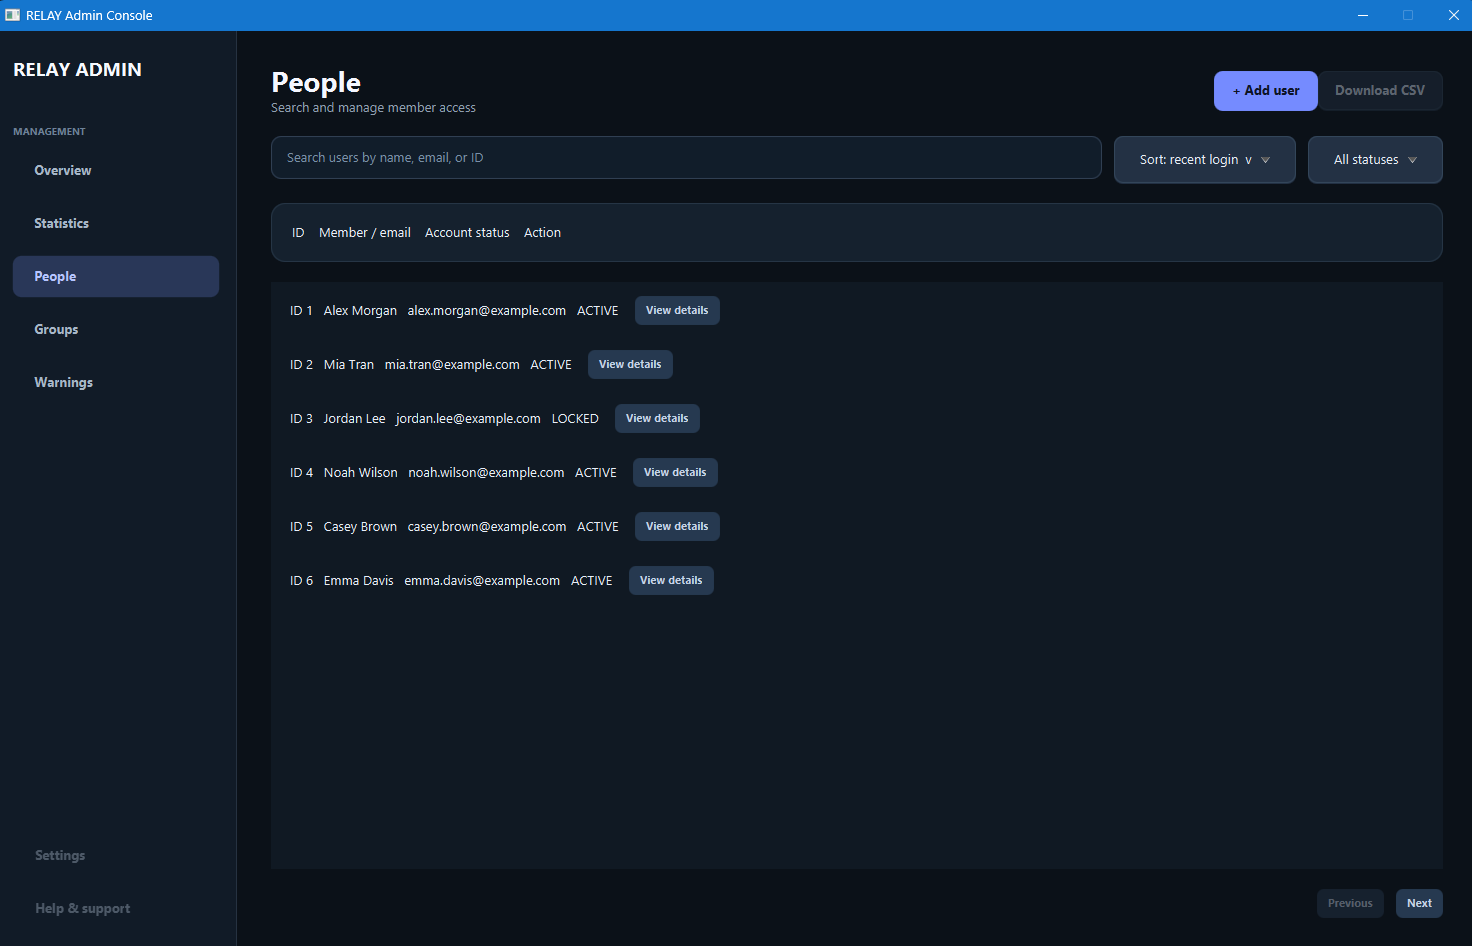 RELAY Admin Console
RELAY ADMIN
MANAGEMENT
Overview
Statistics
People
Groups
Warnings
Settings
Help & support
People
Search and manage member access
+ Add user
Download CSV
Search users by name, email, or ID
Sort: recent login v
All statuses
ID Member / email Account status Action
ID 1 Alex Morgan alex.morgan@example.com ACTIVE View details
ID 2 Mia Tran mia.tran@example.com ACTIVE View details
ID 3 Jordan Lee jordan.lee@example.com LOCKED View details
ID 4 Noah Wilson noah.wilson@example.com ACTIVE View details
ID 5 Casey Brown casey.brown@example.com ACTIVE View details
ID 6 Emma Davis emma.davis@example.com ACTIVE View details
Previous
Next